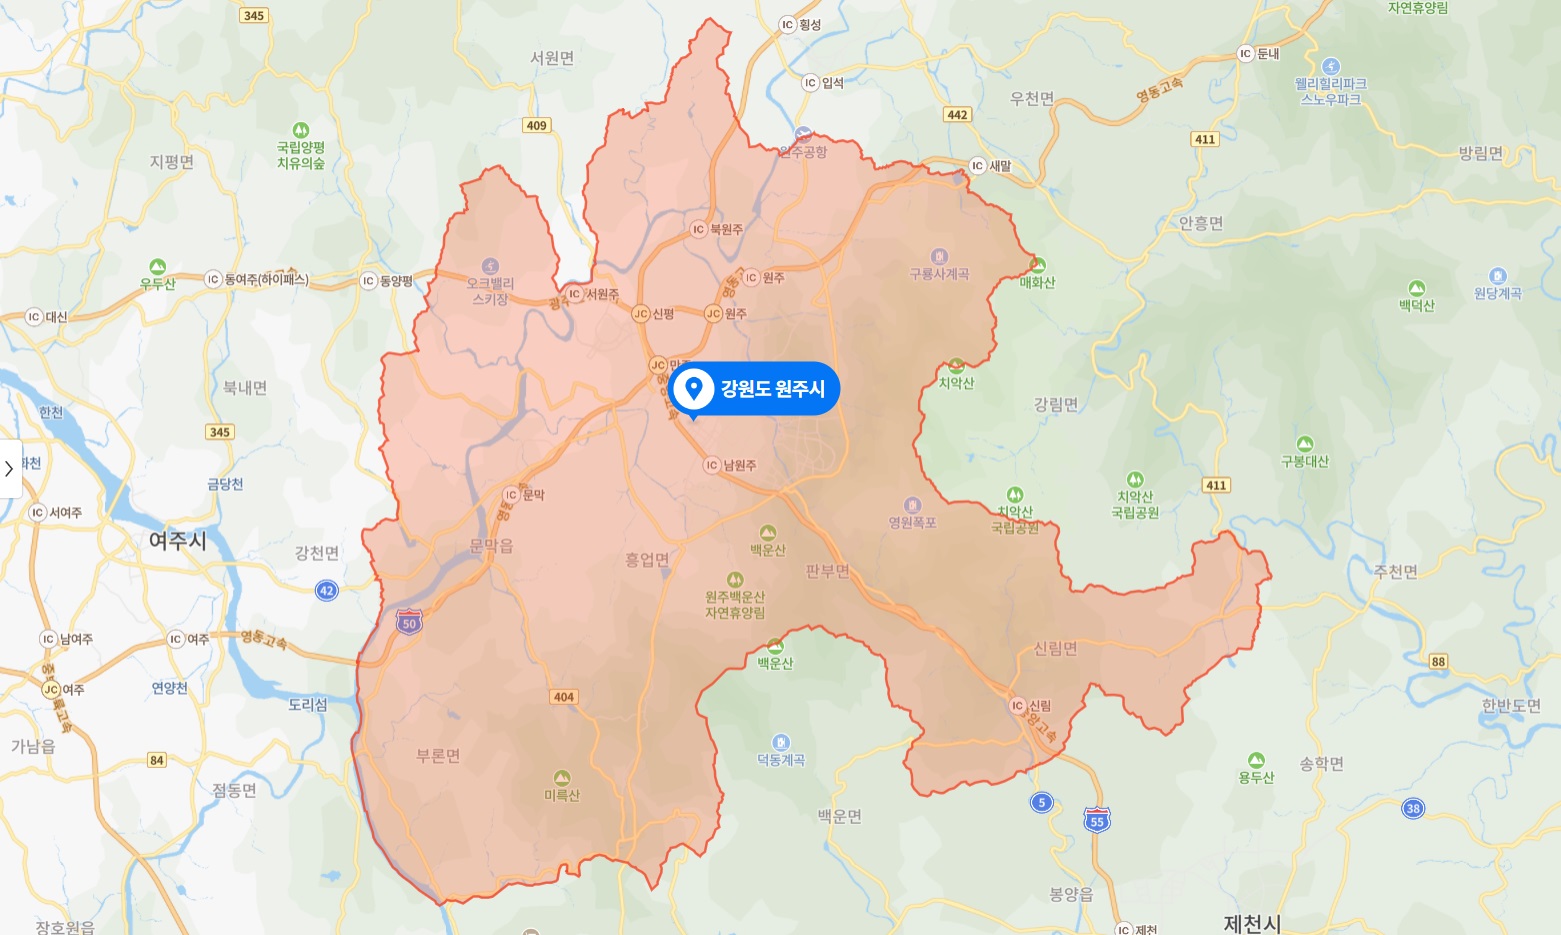 345
자연휴양림
IC 횡성
서원면
IC 둔내
IC 입석
웰리힐리파크
스노우파크
영동고속
우천면
442
409
411
국립양평
치유의숲
원주공항
지평면
방림면
IC 새말
안흥면
IC 북원주
구룡사계곡
매화산
우두산
IC 동여주(하이패스)
IC 동양평
오크밸리
스키장
IC 서원주
영동고
IC 원주
백덕산
원당계곡
IC 대신
JC 신평
JC 원주
JC 만종
강원도 원주시
치악산
북내면
강림면
한천
345
구봉대산
IC 남원주
금당천
411
IC 문막
치악산
국립공원
치악산
국립공원
영원폭포
IC 서여주
여주시
강천면
문막읍
흥업면
백운산
판부면
주천면
42
원주백운산
자연휴양림
50
IC 남여주
IC 여주
영동고속
신림면
백운산
88
JC 여주
연양천
404
도리섬
IC 신림
한반도면
가남읍
부론면
덕동계곡
84
송학면
용두산
점동면
미륵산
5
38
백운면
55
봉양읍
장호원읍
IC 제천
제천시